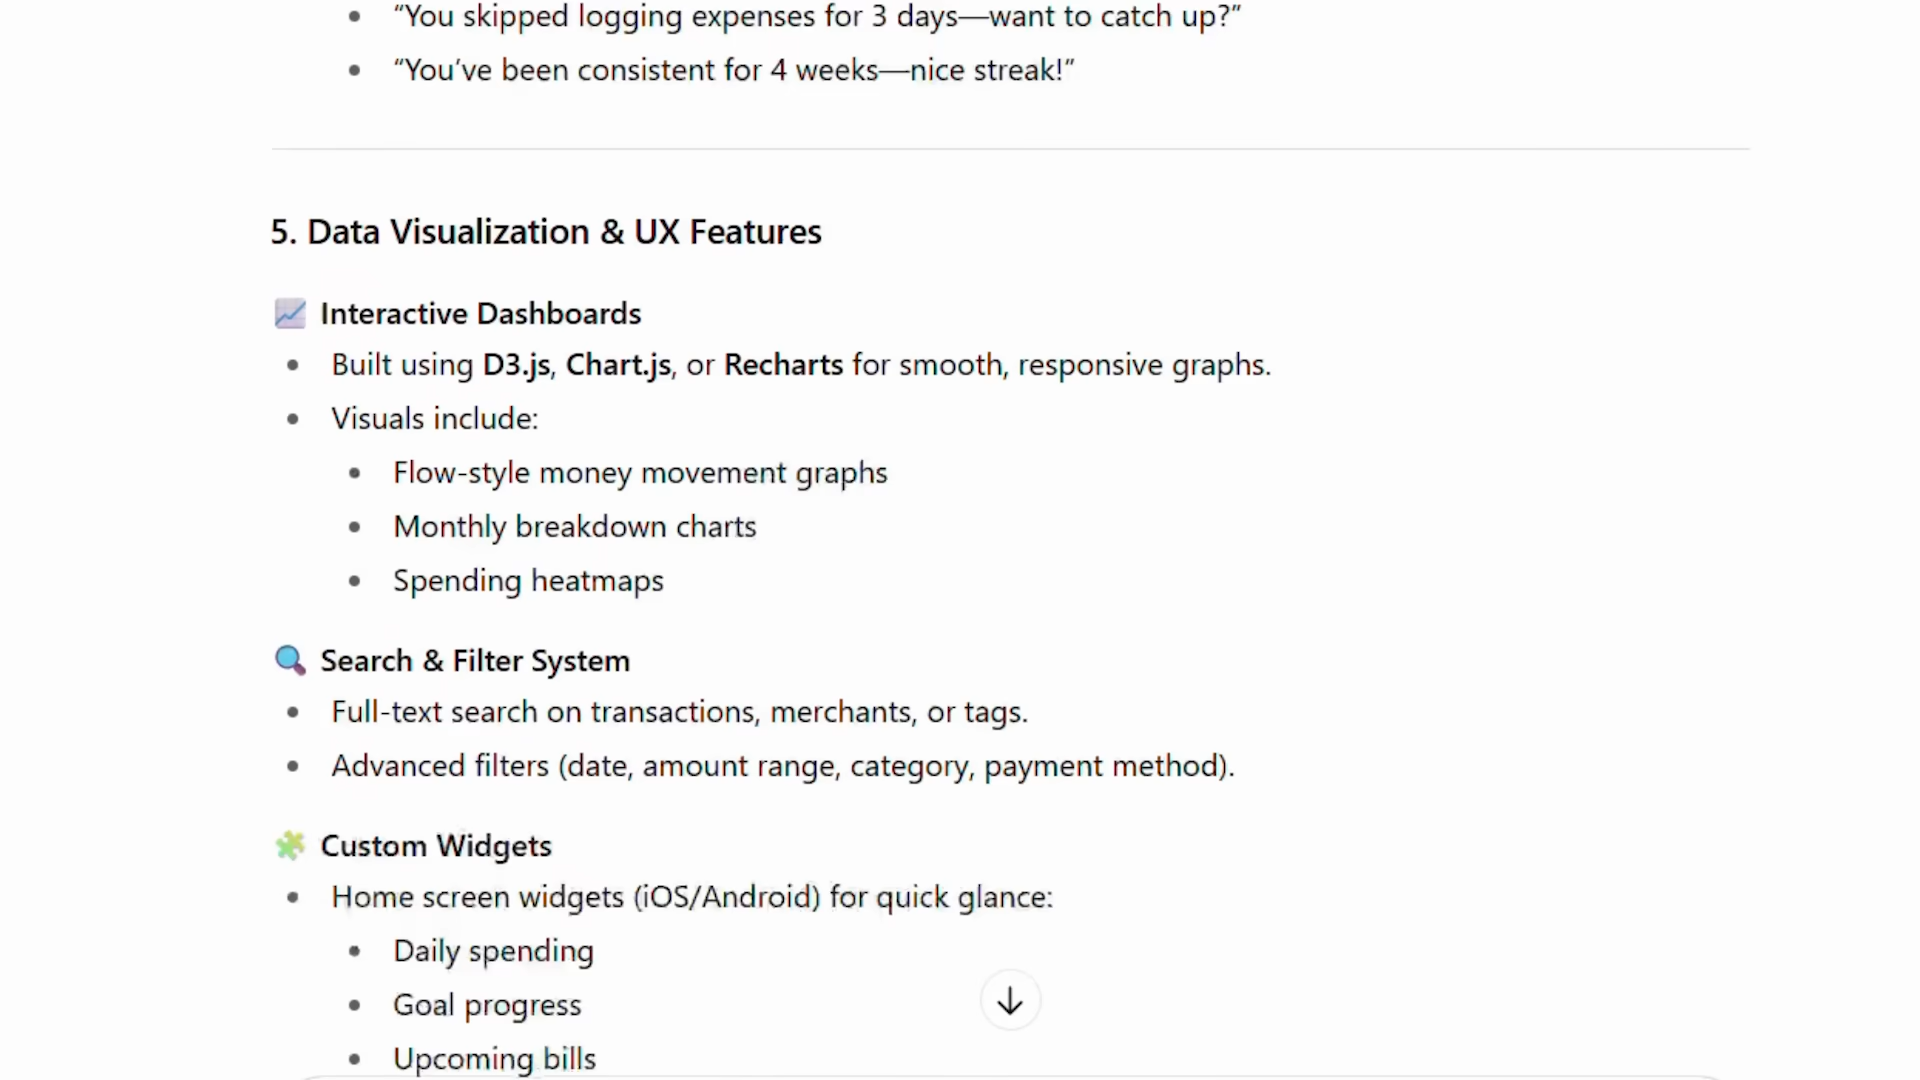 “You skipped logging expenses for 3 days—want to catch up?”
“You’ve been consistent for 4 weeks—nice streak!”
5. Data Visualization & UX Features
Interactive Dashboards
Built using D3.js, Chart.js, or Recharts for smooth, responsive graphs.
Visuals include:
Flow-style money movement graphs
Monthly breakdown charts
Spending heatmaps
Search & Filter System
Full-text search on transactions, merchants, or tags.
Advanced filters (date, amount range, category, payment method).
Custom Widgets
Home screen widgets (iOS/Android) for quick glance:
Daily spending
Goal progress
Upcoming bills